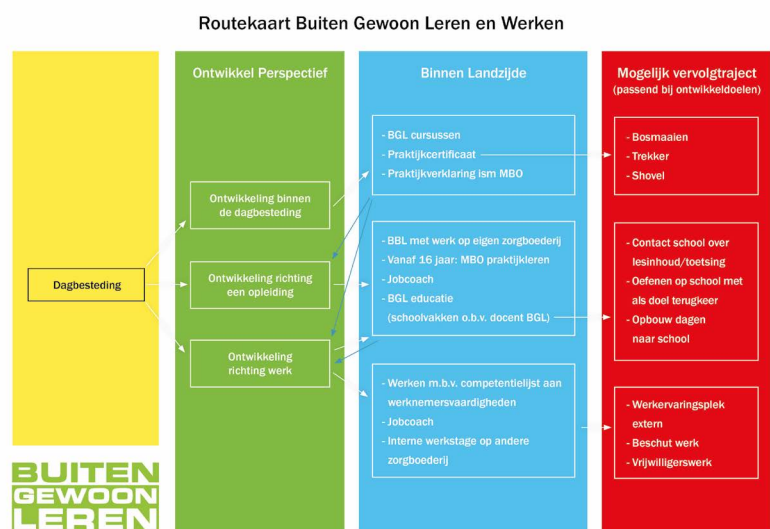 Routekaart Buiten Gewoon Leren en Werken
Dagbesteding
BUITEN
GEWOON
LEREN
Ontwikkel Perspectief
Ontwikkeling binnen
de dagbesteding
Ontwikkeling richting
een opleiding
Ontwikkeling
richting werk
Binnen Landzijde
- BGL cursussen
- Praktijkcertificaat
- Praktijkverklaring ism MBO
- BBL met werk op eigen zorgboederij
- Vanaf 16 jaar: MBO praktijkleren
- Jobcoach
- BGL educatie
(schoolvakken o.b.v. docent BGL)
- Werken m.b.v. competentielijst aan
werknemersvaardigheden
- Jobcoach
- Interne werkstage op andere
zorgboederij
Mogelijk vervolgtraject
(passend bij ontwikkeldoelen)
- Bosmaaien
- Trekker
- Shovel
- Contact school over
lesinhoud/toetsing
- Oefenen op school met
als doel terugkeer
- Opbouw dagen
naar school
- Werkervaringsplek
extern
- Beschut werk
- Vrijwilligerswerk